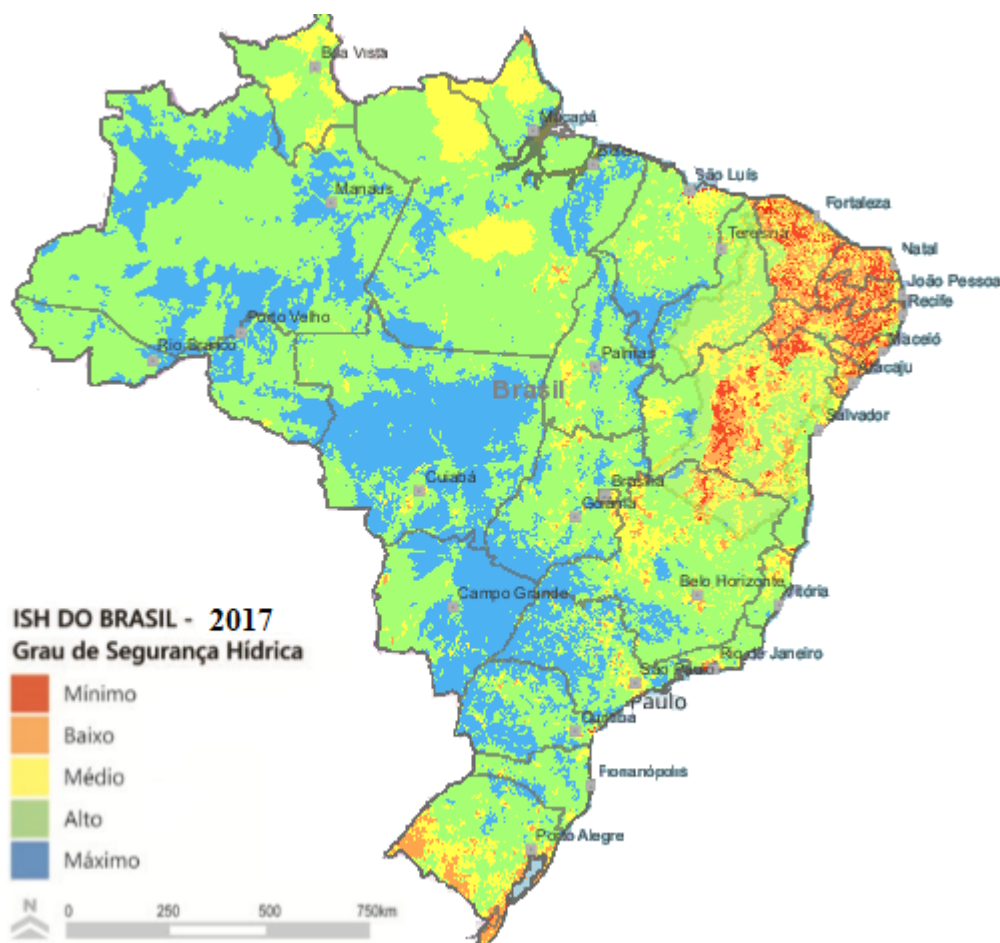 Boa Vista
Macapá
Belém
São Luís
Manaus
Fortaleza
Teresina
Natal
João Pessoa
Recife
Porto Velho
Rio Branco
Maceió
Palmas
Aracaju
Brasil
Salvador
Cuiabá
Brasília
Goiânia
Belo Horizonte
Vitória
Campo Grande
ISH DO BRASIL - 2017
Grau de Segurança Hídrica
Rio de Janeiro
São Paulo
Paulo
Mínimo
Baixo
Curitiba
Médio
Florianópolis
Alto
Porto Alegre
Máximo
N
0 250 500 750km